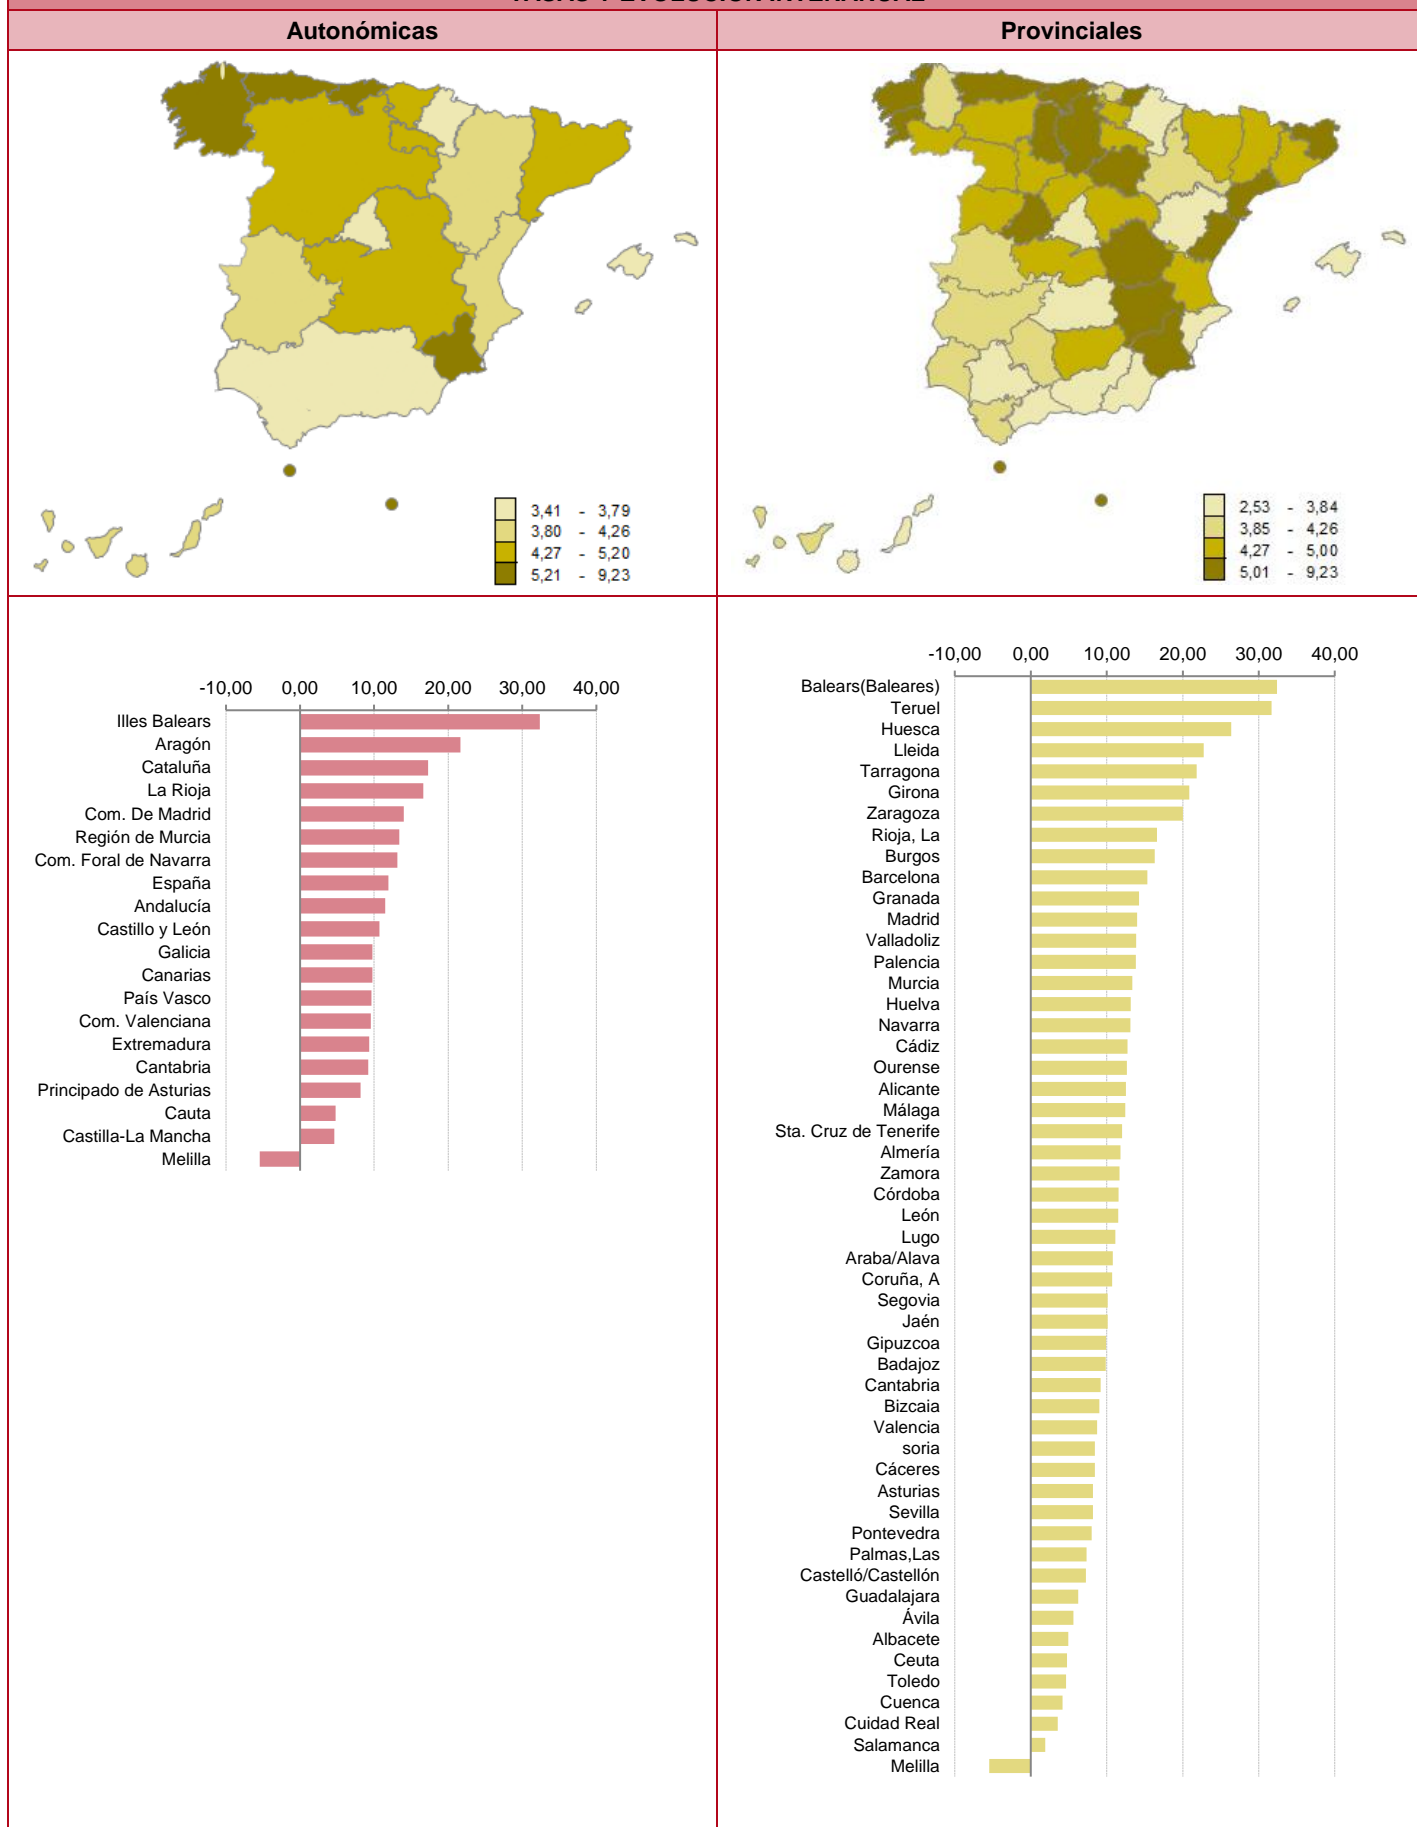 TASAS Y EVOLUCIÓN INTERANUAL
Autonómicas
Provinciales
3,41 - 3,79
3,80 - 4,26
4,27 - 5,20
5,21 - 9,23
2,53 - 3,84
3,85 - 4,26
4,27 - 5,00
5,01 - 9,23
-10,00 0,00 10,00 20,00 30,00 40,00
Illes Balears
Aragón
Cataluña
La Rioja
Com. De Madrid
Región de Murcia
Com. Foral de Navarra
España
Andalucía
Castillo y León
Galicia
Canarias
País Vasco
Com. Valenciana
Extremadura
Cantabria
Principado de Asturias
Cauta
Castilla-La Mancha
Melilla
-10,00 0,00 10,00 20,00 30,00 40,00
Balears(Baleares)
Teruel
Huesca
Lleida
Tarragona
Girona
Zaragoza
Rioja, La
Burgos
Barcelona
Granada
Madrid
Valladoliz
Palencia
Murcia
Huelva
Navarra
Cádiz
Ourense
Alicante
Málaga
Sta. Cruz de Tenerife
Almería
Zamora
Córdoba
León
Lugo
Araba/Alava
Coruña, A
Segovia
Jaén
Gipuzcoa
Badajoz
Cantabria
Bizcaia
Valencia
soria
Cáceres
Asturias
Sevilla
Pontevedra
Palmas,Las
Castelló/Castellón
Guadalajara
Ávila
Albacete
Ceuta
Toledo
Cuenca
Cuidad Real
Salamanca
Melilla